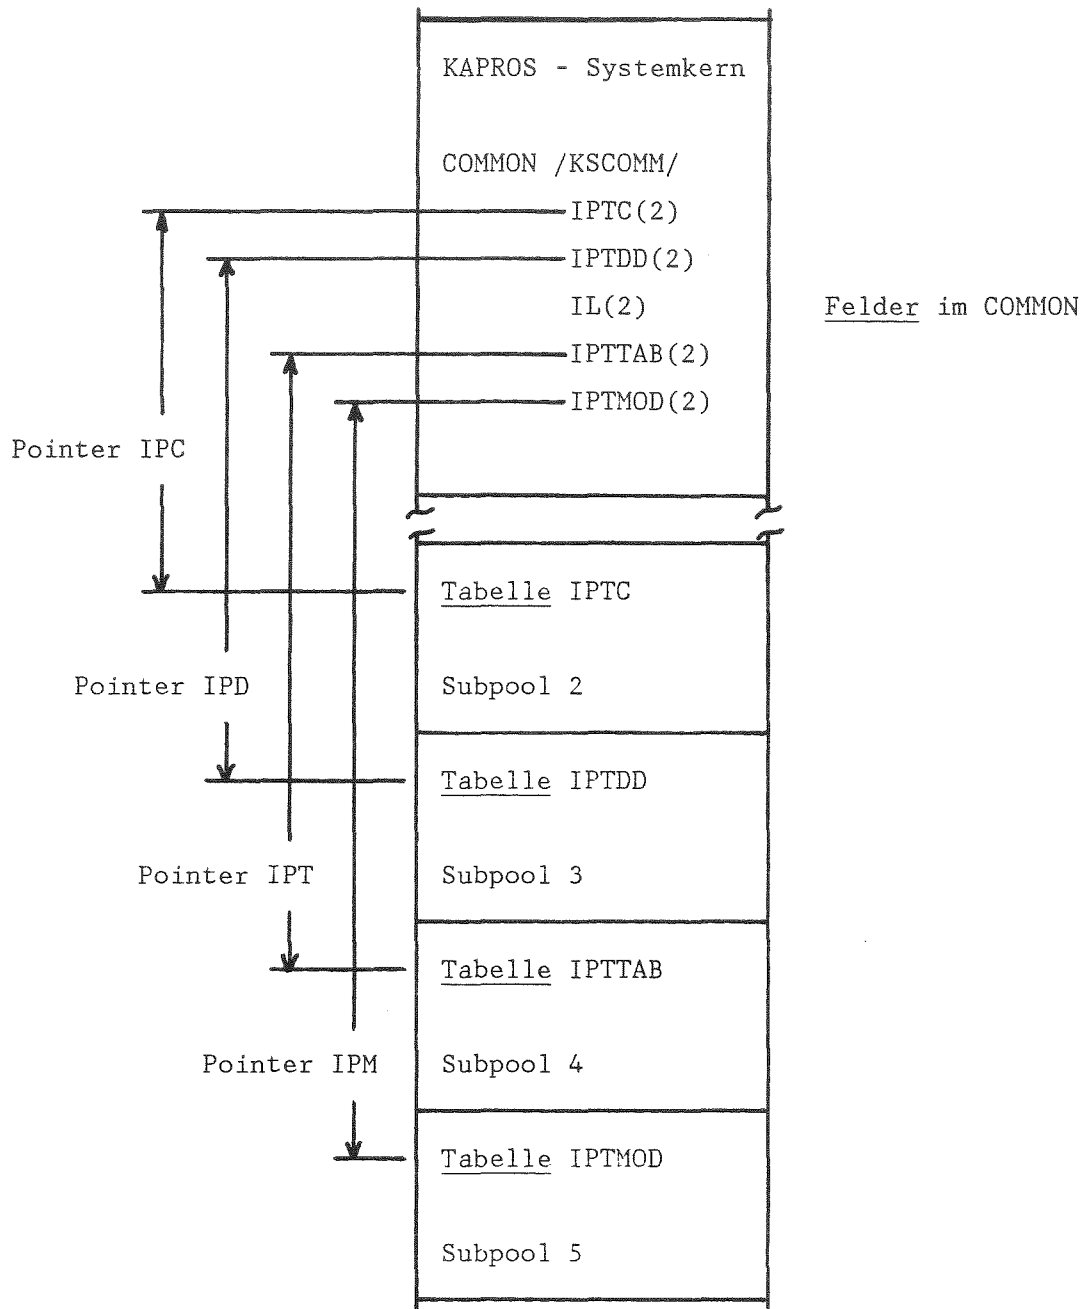 KAPROS - Systemkern
COMMON /KSCOMM/
IPTC(2)
IPTDD(2)
IL(2)
Felder im COMMON
IPTTAB(2)
IPTMOD(2)
Pointer IPC
Tabelle IPTC
Pointer IPD
Subpool 2
Tabelle IPTDD
Pointer IPT
Subpool 3
Tabelle IPTTAB
Pointer IPM
Subpool 4
Tabelle IPTMOD
Subpool 5